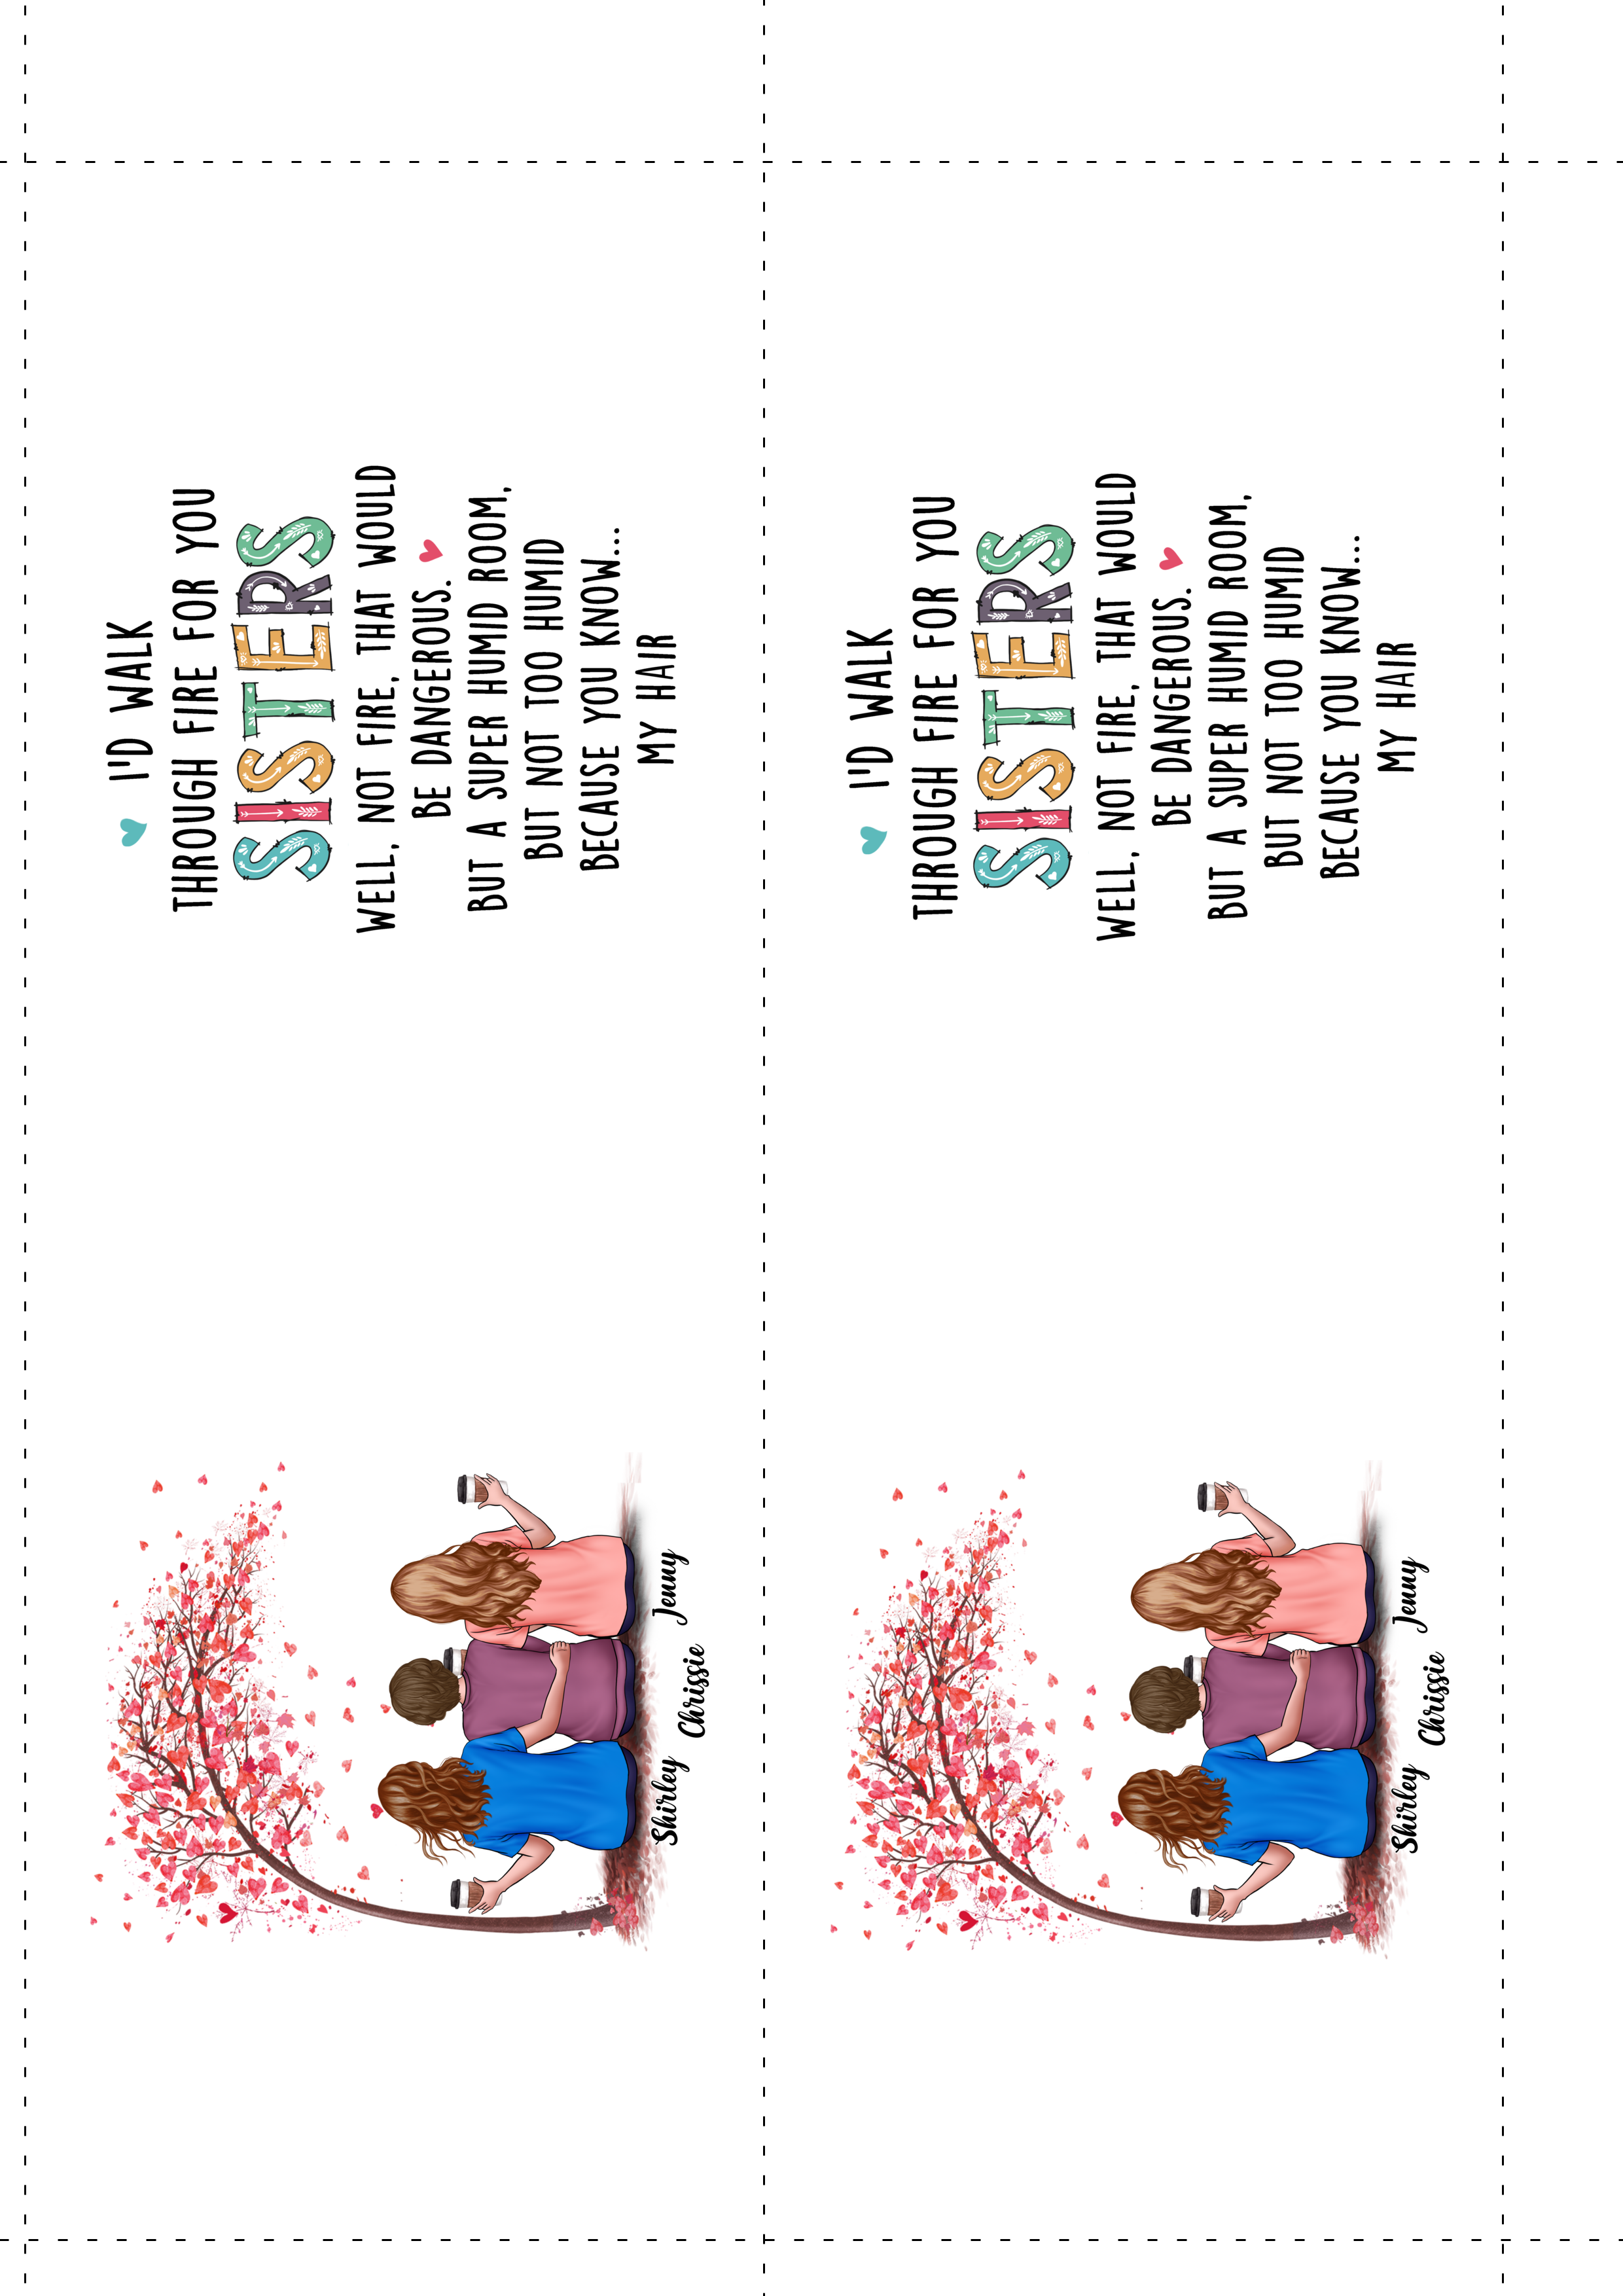 I'D WALK
THROUGH FIRE FOR YOU
SISTERS
WELL, NOT FIRE, THAT WOULD
BE DANGEROUS.
BUT A SUPER HUMID ROOM,
BUT NOT TOO HUMID
BECAUSE YOU KNOW...
MY HAIR
Shirley Chrissie Jenny
I'D WALK
THROUGH FIRE FOR YOU
SISTERS
WELL, NOT FIRE, THAT WOULD
BE DANGEROUS.
BUT A SUPER HUMID ROOM,
BUT NOT TOO HUMID
BECAUSE YOU KNOW...
MY HAIR
Shirley Chrissie Jenny